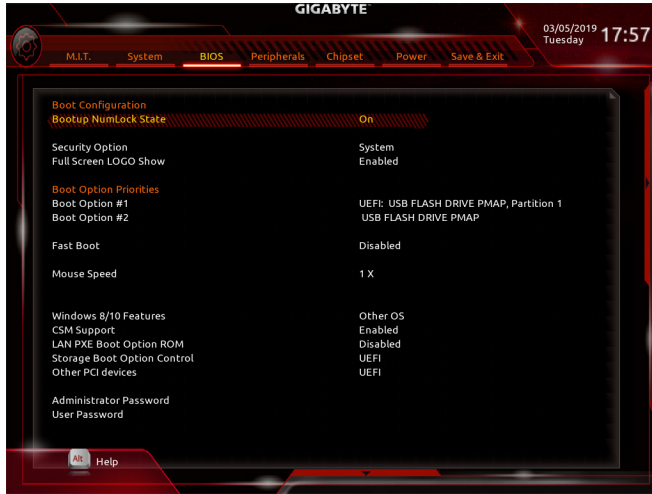 GIGABYTE
03/05/2019
Tuesday
17:57
M.I.T. System BIOS Peripherals Chipset Power Save & Exit
Boot Configuration
Bootup NumLock State On
Security Option System
Full Screen LOGO Show Enabled
Boot Option Priorities
Boot Option #1 UEFI: USB FLASH DRIVE PMAP, Partition 1
Boot Option #2 USB FLASH DRIVE PMAP
Fast Boot Disabled
Mouse Speed 1 X
Windows 8/10 Features Other OS
CSM Support Enabled
LAN PXE Boot Option ROM Disabled
Storage Boot Option Control UEFI
Other PCI devices UEFI
Administrator Password
User Password
Alt Help